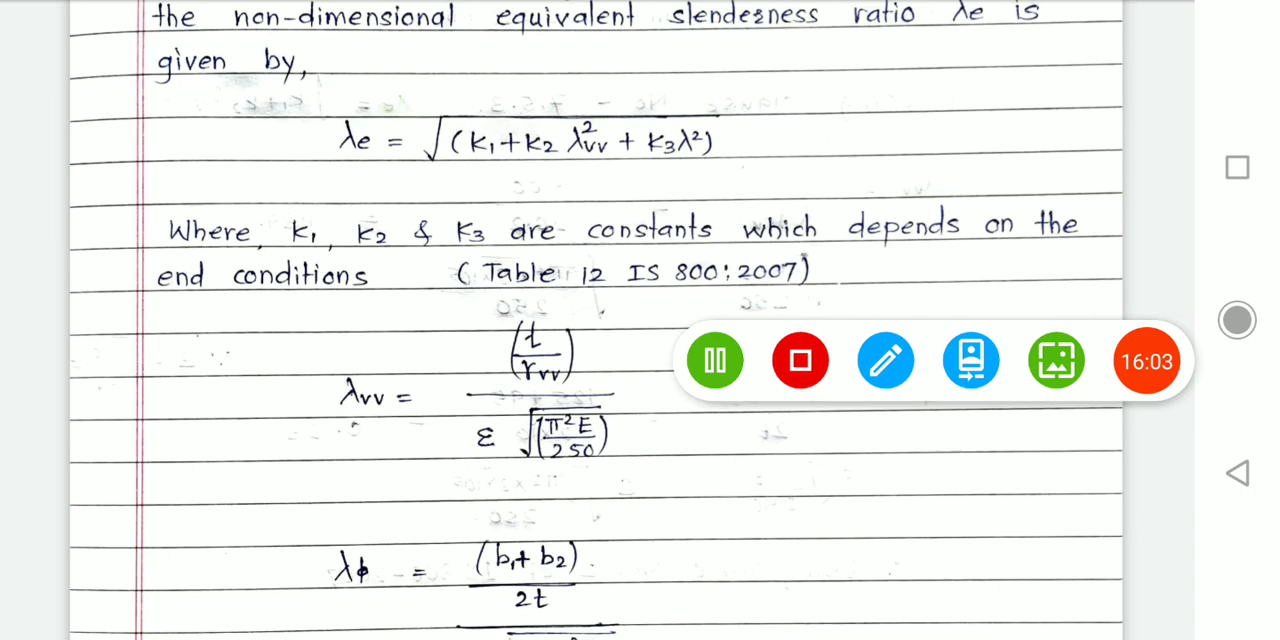 the non-dimensional equivalent slenderness ratio λe is
given by,
λe = √(K₁+K₂ λ²vv + K₃λ²)
Where, K₁, K₂ & K₃ are constants which depends on the
end conditions (Table 12 IS 800:2007)
λvv = (t/rvv) / ε √(π²E/250)
16:03
λϕ = (b₁+ b₂) / 2t